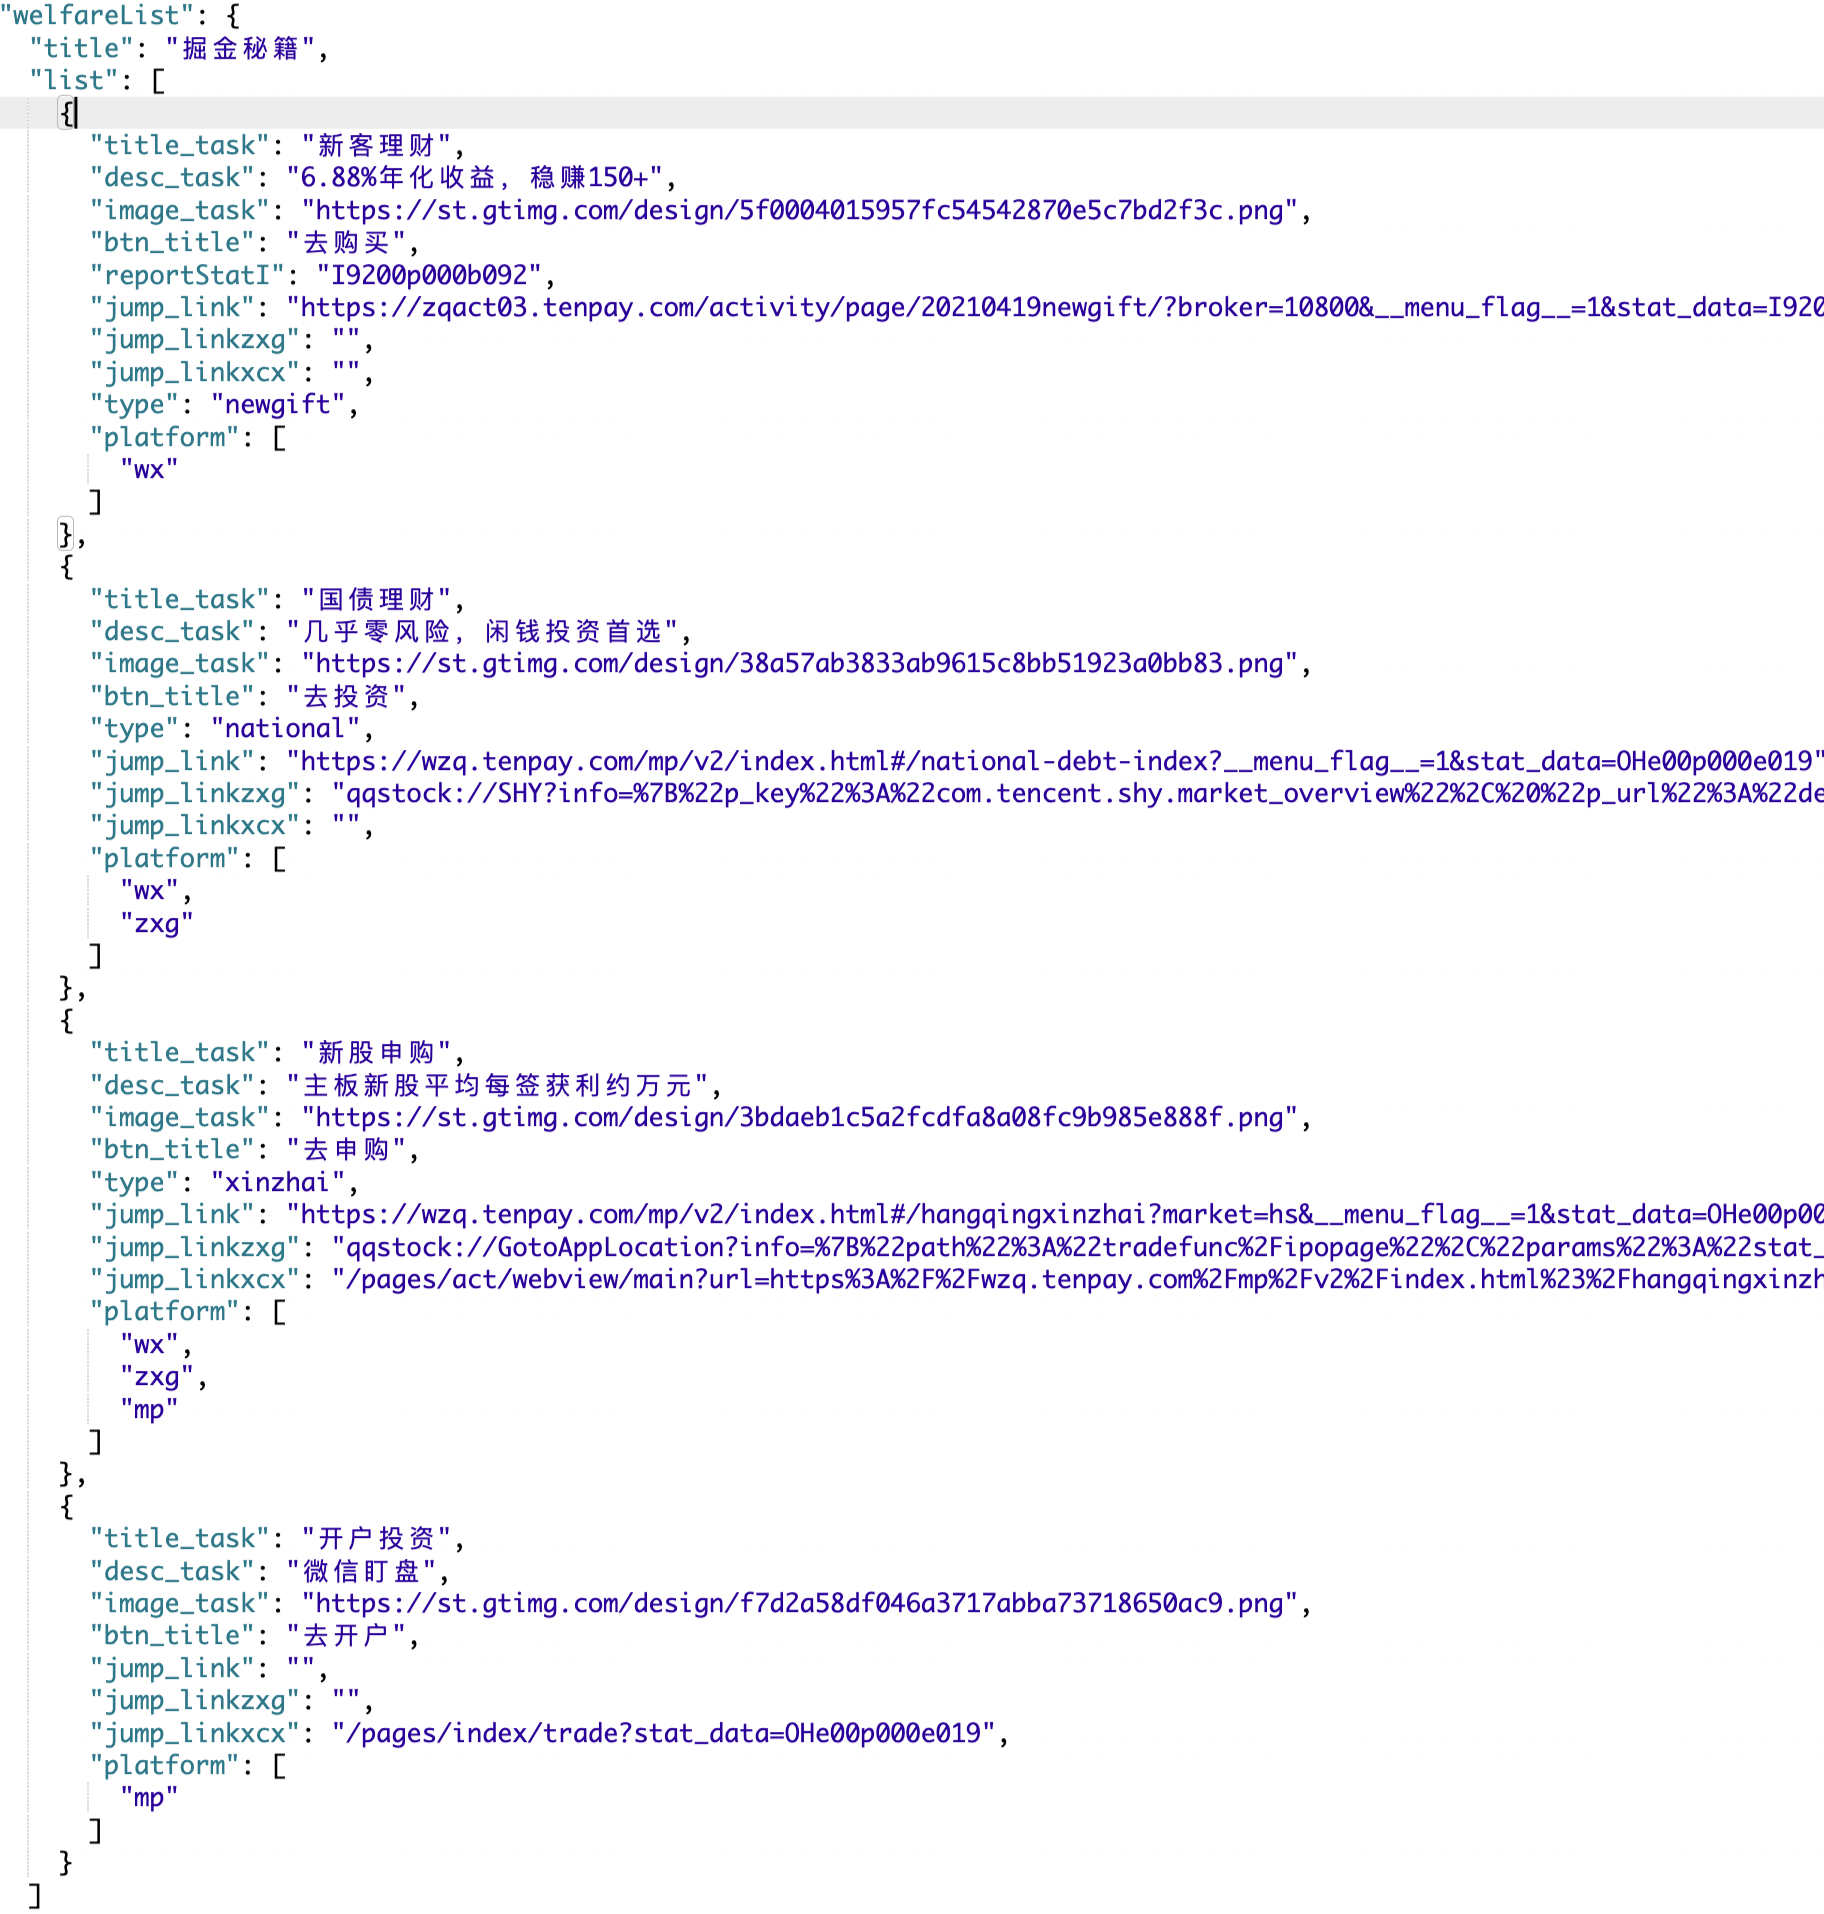 "welfareList": {
"title": "掘金秘籍",
"list": [
{
"title_task": "新客理财",
"desc_task": "6.88%年化收益，稳赚150+",
"image_task": "https://st.gtimg.com/design/5f0004015957fc54542870e5c7bd2f3c.png",
"btn_title": "去购买",
"reportStatI": "I9200p000b092",
"jump_link": "https://zqact03.tenpay.com/activity/page/20210419newgift/?broker=10800&__menu_flag__=1&stat_data=I920
"jump_linkzxg": "",
"jump_linkxcx": "",
"type": "newgift",
"platform": [
"wx"
]
},
{
"title_task": "国债理财",
"desc_task": "几乎零风险，闲钱投资首选",
"image_task": "https://st.gtimg.com/design/38a57ab3833ab9615c8bb51923a0bb83.png",
"btn_title": "去投资",
"type": "national",
"jump_link": "https://wzq.tenpay.com/mp/v2/index.html#/national-debt-index?__menu_flag__=1&stat_data=OHe00p000e019"
"jump_linkzxg": "qqstock://SHY?info=%7B%22p_key%22%3A%22com.tencent.shy.market_overview%22%2C%20%22p_url%22%3A%22de
"jump_linkxcx": "",
"platform": [
"wx",
"zxg"
]
},
{
"title_task": "新股申购",
"desc_task": "主板新股平均每签获利约万元",
"image_task": "https://st.gtimg.com/design/3bdaeb1c5a2fcdfa8a08fc9b985e888f.png",
"btn_title": "去申购",
"type": "xinzhai",
"jump_link": "https://wzq.tenpay.com/mp/v2/index.html#/hangqingxinzhai?market=hs&__menu_flag__=1&stat_data=OHe00p00
"jump_linkzxg": "qqstock://GotoAppLocation?info=%7B%22path%22%3A%22tradefunc%2Fipopage%22%2C%22params%22%3A%22stat_
"jump_linkxcx": "/pages/act/webview/main?url=https%3A%2F%2Fwzq.tenpay.com%2Fmp%2Fv2%2Findex.html%23%2Fhangqingxinzh
"platform": [
"wx",
"zxg",
"mp"
]
},
{
"title_task": "开户投资",
"desc_task": "微信盯盘",
"image_task": "https://st.gtimg.com/design/f7d2a58df046a3717abba73718650ac9.png",
"btn_title": "去开户",
"jump_link": "",
"jump_linkzxg": "",
"jump_linkxcx": "/pages/index/trade?stat_data=OHe00p000e019",
"platform": [
"mp"
]
}
]